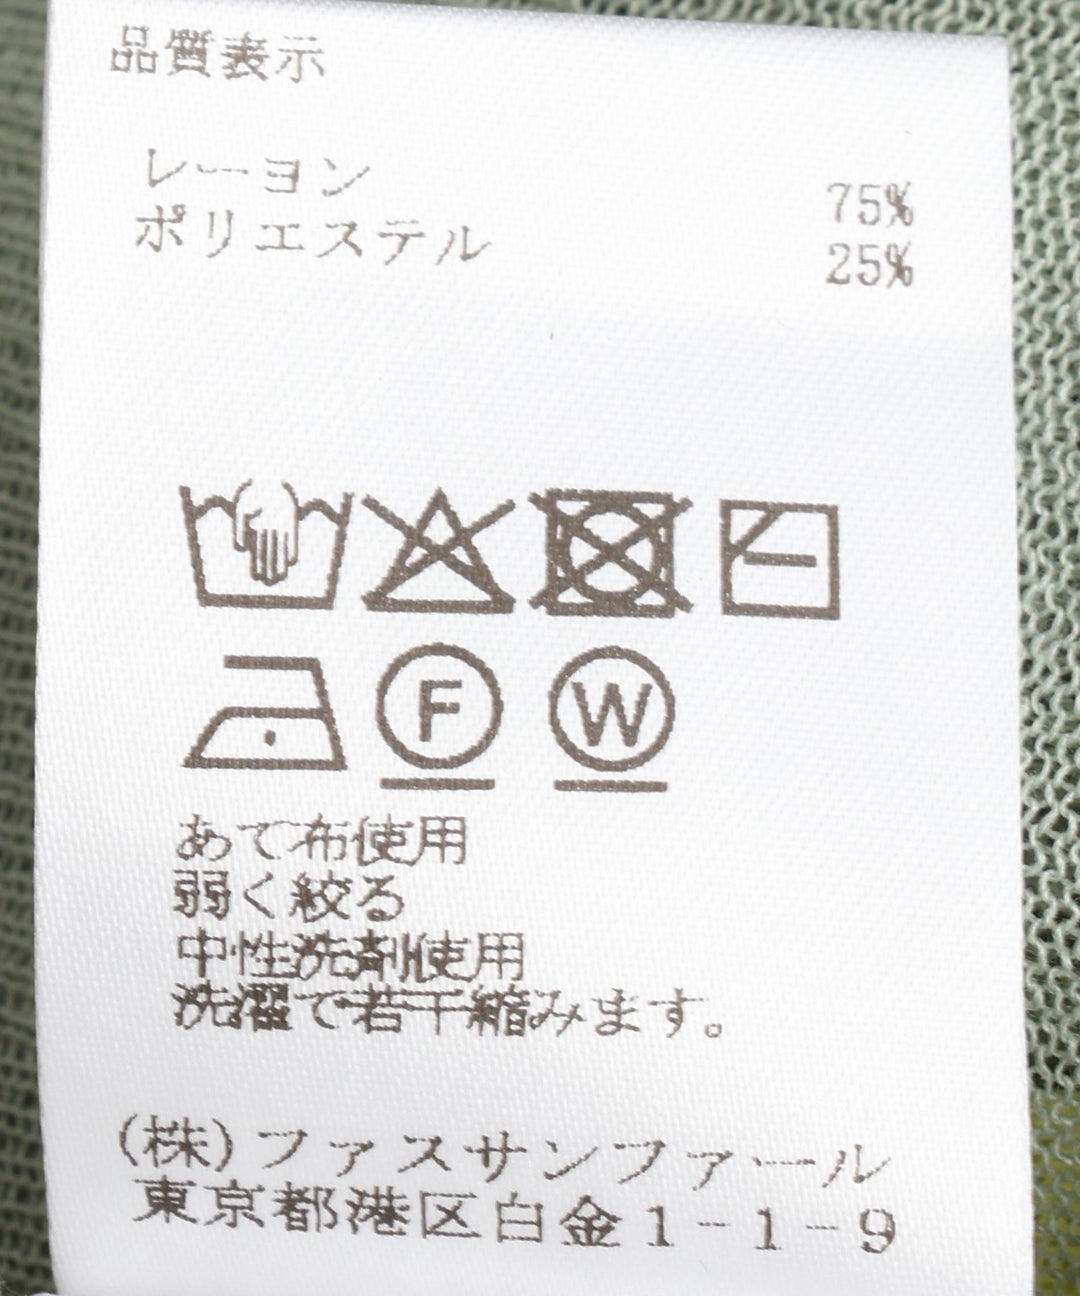 品質表示
レーヨン 75%
ポリエステル 25%
F W
あて布使用
弱く絞る
中性洗剤使用
洗濯で若干縮みます。
(株)ファスサンファール
東京都港区白金1-1-9